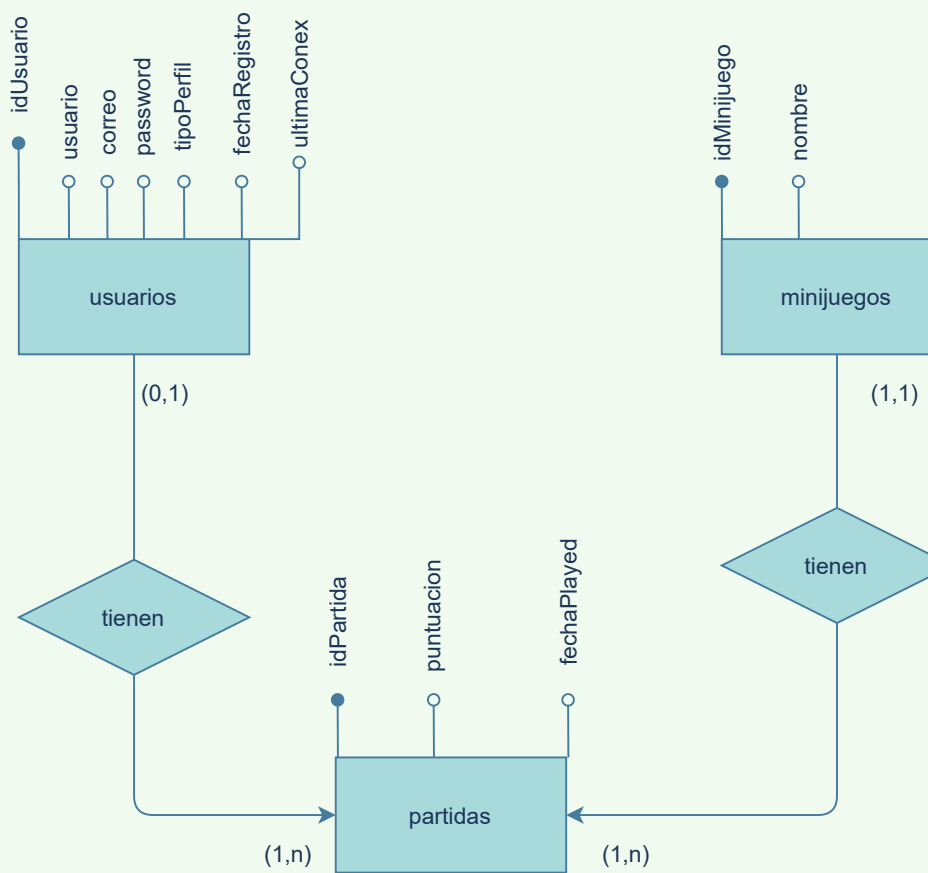 idUsuario
usuario
correo
password
tipoPerfil
fechaRegistro
ultimaConex
idMinijuego
nombre
usuarios
minijuegos
(0,1)
(1,1)
tienen
tienen
idPartida
puntuacion
fechaPlayed
partidas
(1,n)
(1,n)